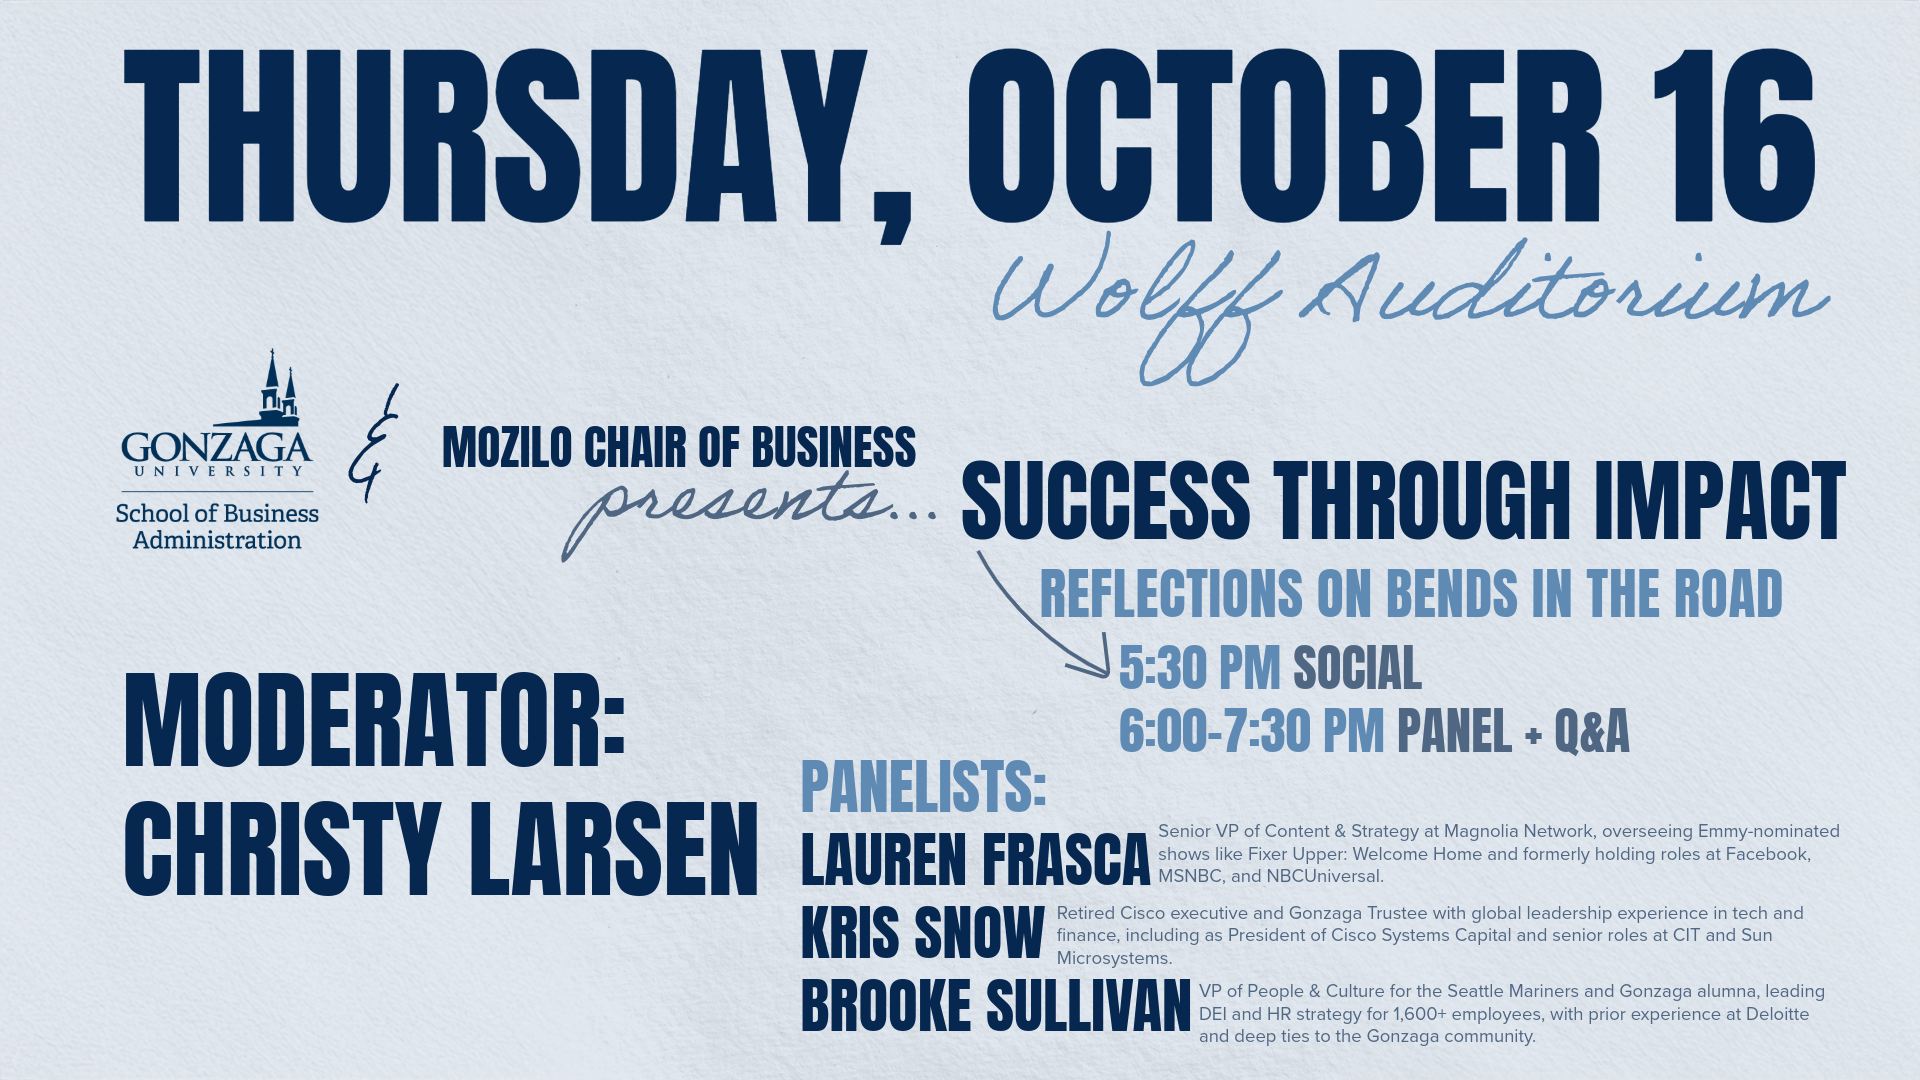 THURSDAY, OCTOBER 16
Wolff Auditorium
GONZAGA
UNIVERSITY
School of Business
Administration
&
MOZILO CHAIR OF BUSINESS
presents...
SUCCESS THROUGH IMPACT
REFLECTIONS ON BENDS IN THE ROAD
5:30 PM SOCIAL
6:00-7:30 PM PANEL + Q&A
MODERATOR:
CHRISTY LARSEN
PANELISTS:
LAUREN FRASCA
Senior VP of Content & Strategy at Magnolia Network, overseeing Emmy-nominated
shows like Fixer Upper: Welcome Home and formerly holding roles at Facebook,
MSNBC, and NBCUniversal.
KRIS SNOW
Retired Cisco executive and Gonzaga Trustee with global leadership experience in tech and
finance, including as President of Cisco Systems Capital and senior roles at CIT and Sun
Microsystems.
BROOKE SULLIVAN
VP of People & Culture for the Seattle Mariners and Gonzaga alumna, leading
DEI and HR strategy for 1,600+ employees, with prior experience at Deloitte
and deep ties to the Gonzaga community.